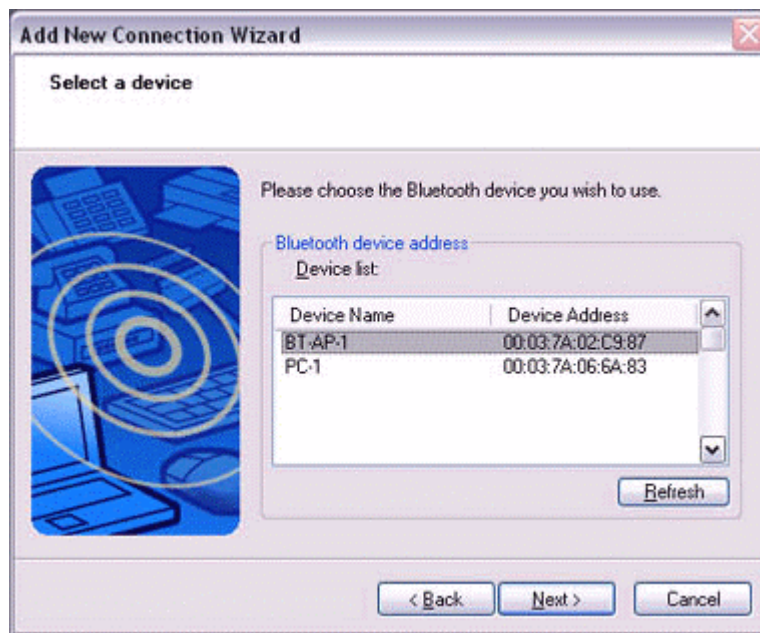 Add New Connection Wizard
Select a device
Please choose the Bluetooth device you wish to use.
Bluetooth device address
Device list:
Device Name Device Address
BT-AP-1 00:03:7A:02:C9:87
PC-1 00:03:7A:06:6A:83
Refresh
< Back Next > Cancel